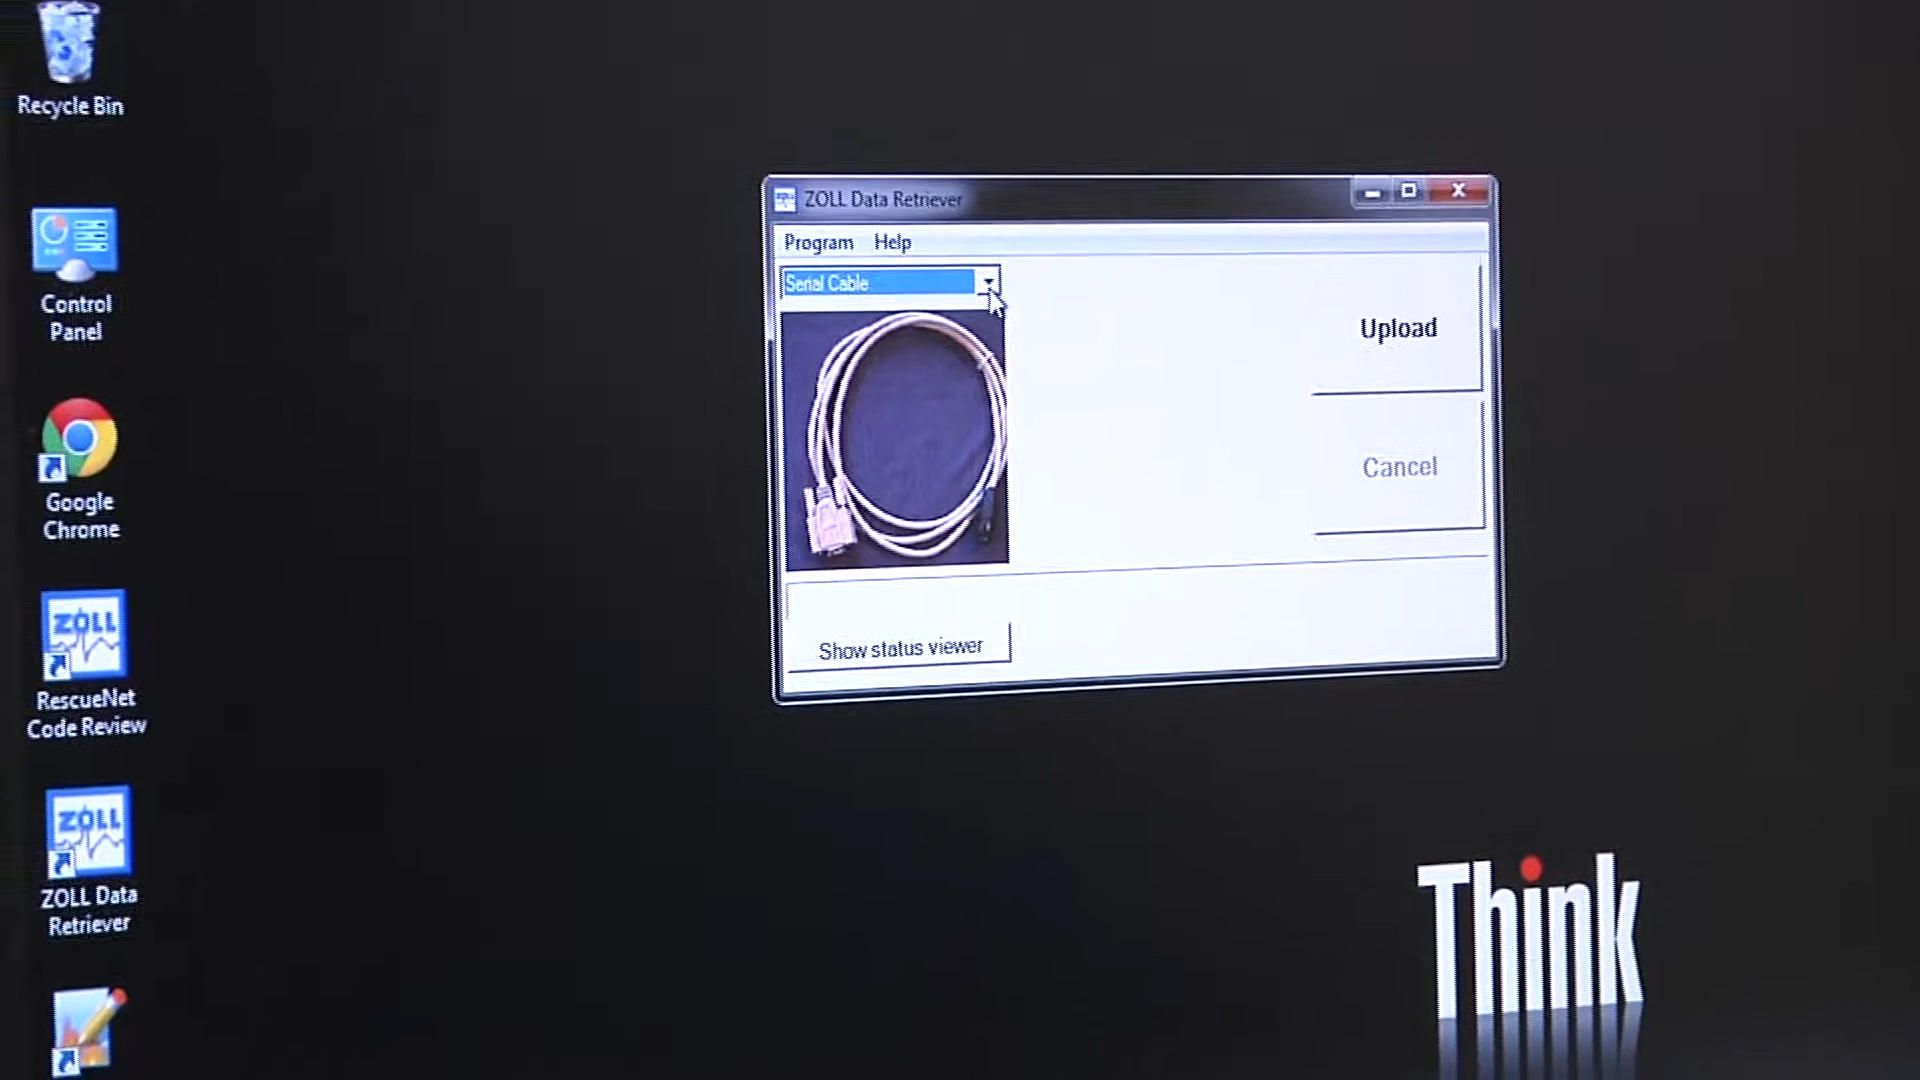 Recycle Bin
Control
Panel
Google
Chrome
ZOLL
RescueNet
Code Review
ZOLL
ZOLL Data
Retriever
ZOLL Data Retriever
Program Help
Serial Cable
Upload
Cancel
Show status viewer
Think